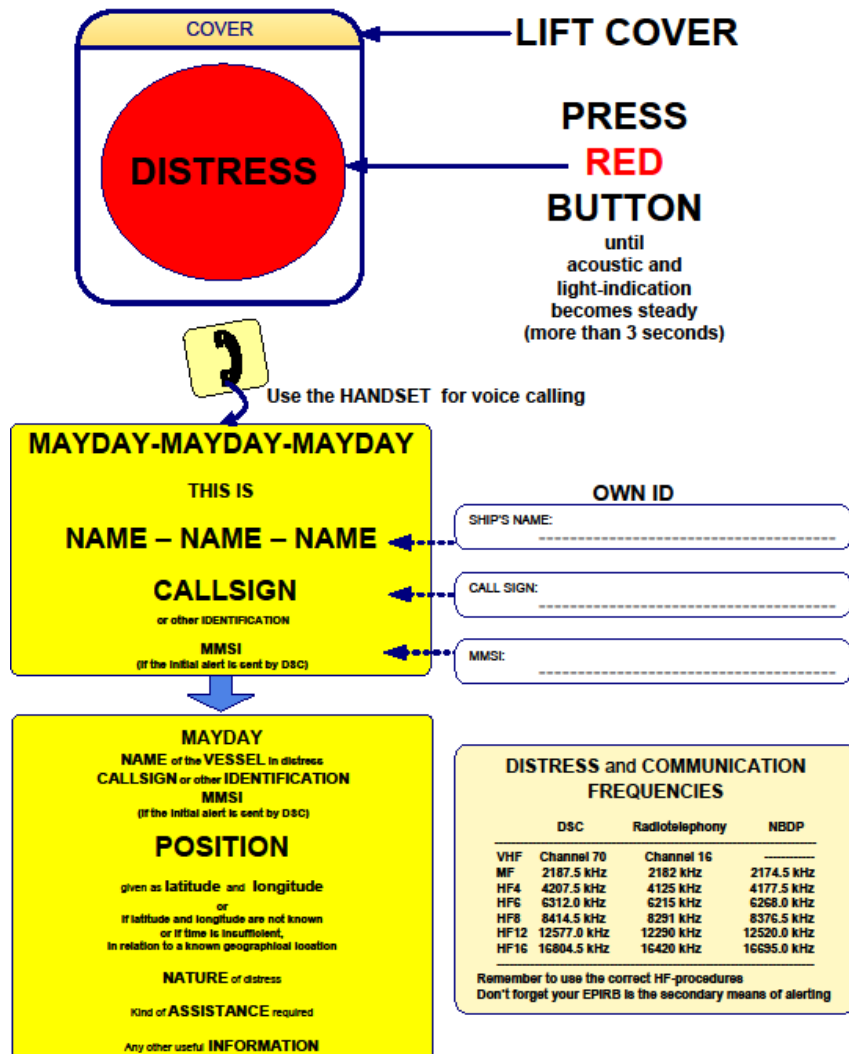 COVER
LIFT COVER
DISTRESS
PRESS
RED
BUTTON
until
acoustic and
light-indication
becomes steady
(more than 3 seconds)
Use the HANDSET for voice calling
MAYDAY-MAYDAY-MAYDAY
THIS IS
NAME – NAME – NAME
CALLSIGN
or other IDENTIFICATION
MMSI
(if the initial alert is sent by DSC)
OWN ID
SHIP'S NAME:
CALL SIGN:
MMSI:
MAYDAY
NAME of the VESSEL in distress
CALLSIGN or other IDENTIFICATION
MMSI
(if the initial alert is sent by DSC)
POSITION
given as latitude and longitude
or
if latitude and longitude are not known
or if time is insufficient,
in relation to a known geographical location
NATURE of distress
Kind of ASSISTANCE required
Any other useful INFORMATION
DISTRESS and COMMUNICATION
FREQUENCIES
DSC Radiotelephony NBDP
VHF Channel 70 Channel 16 ------------
MF 2187.5 kHz 2182 kHz 2174.5 kHz
HF4 4207.5 kHz 4125 kHz 4177.5 kHz
HF6 6312.0 kHz 6215 kHz 6268.0 kHz
HF8 8414.5 kHz 8291 kHz 8376.5 kHz
HF12 12577.0 kHz 12290 kHz 12520.0 kHz
HF16 16804.5 kHz 16420 kHz 16695.0 kHz
Remember to use the correct HF-procedures
Don't forget your EPIRB is the secondary means of alerting